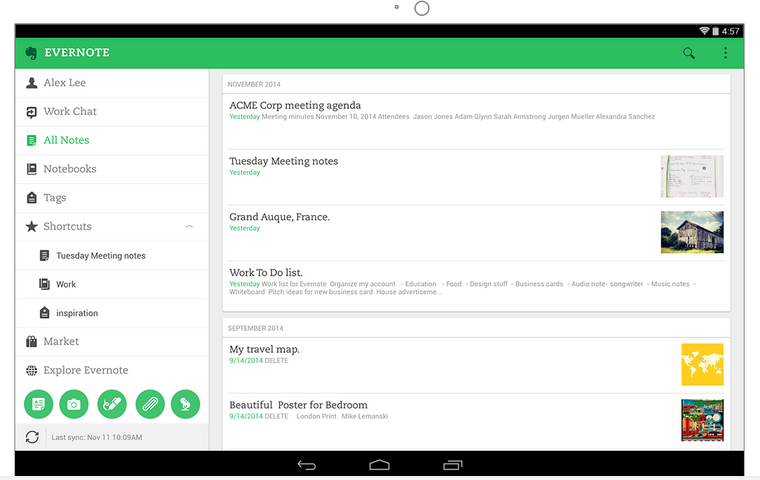 4:57
EVERNOTE
Alex Lee
Work Chat
All Notes
Notebooks
Tags
Shortcuts
Tuesday Meeting notes
Work
inspiration
Market
Explore Evernote
Last sync: Nov 11 10:09AM
NOVEMBER 2014
ACME Corp meeting agenda
Yesterday Meeting minutes November 10, 2014 Attendees Jason Jones Adam Glynn Sarah Armstrong Jurgen Mueller Alexandra Sanchez
Tuesday Meeting notes
Yesterday
Grand Auque, France.
Yesterday
Work To Do list.
Yesterday Work list for Evernote Organize my account - Education - Food - Design stuff - Business cards - Audio note- songwriter - Music notes -
Whiteboard Pitch ideas for new business card House advertiseme...
SEPTEMBER 2014
My travel map.
9/14/2014 DELETE
Beautiful Poster for Bedroom
9/14/2014 DELETE London Print Mike Lemanski